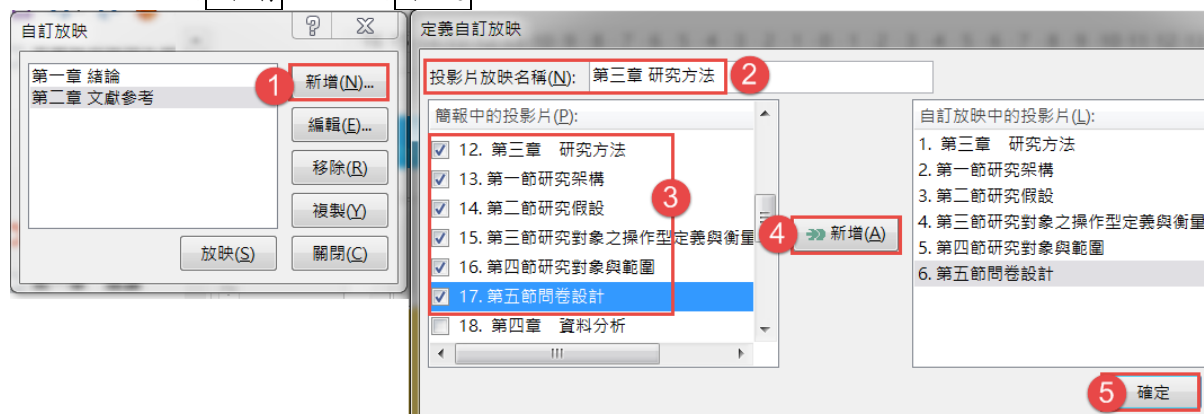 自訂放映
第一章 緒論
第二章 文獻參考
1
新增(N)...
編輯(E)...
移除(R)
複製(Y)
放映(S)
關閉(C)
定義自訂放映
投影片放映名稱(N): 第三章 研究方法
2
簡報中的投影片(P):
12. 第三章 研究方法
13. 第一節研究架構
14. 第二節研究假設
15. 第三節研究對象之操作型定義與衡量
16. 第四節研究對象與範圍
17. 第五節問卷設計
18. 第四章 資料分析
3
4
新增(A)
自訂放映中的投影片(L):
1. 第三章 研究方法
2. 第一節研究架構
3. 第二節研究假設
4. 第三節研究對象之操作型定義與衡量
5. 第四節研究對象與範圍
6. 第五節問卷設計
5
確定